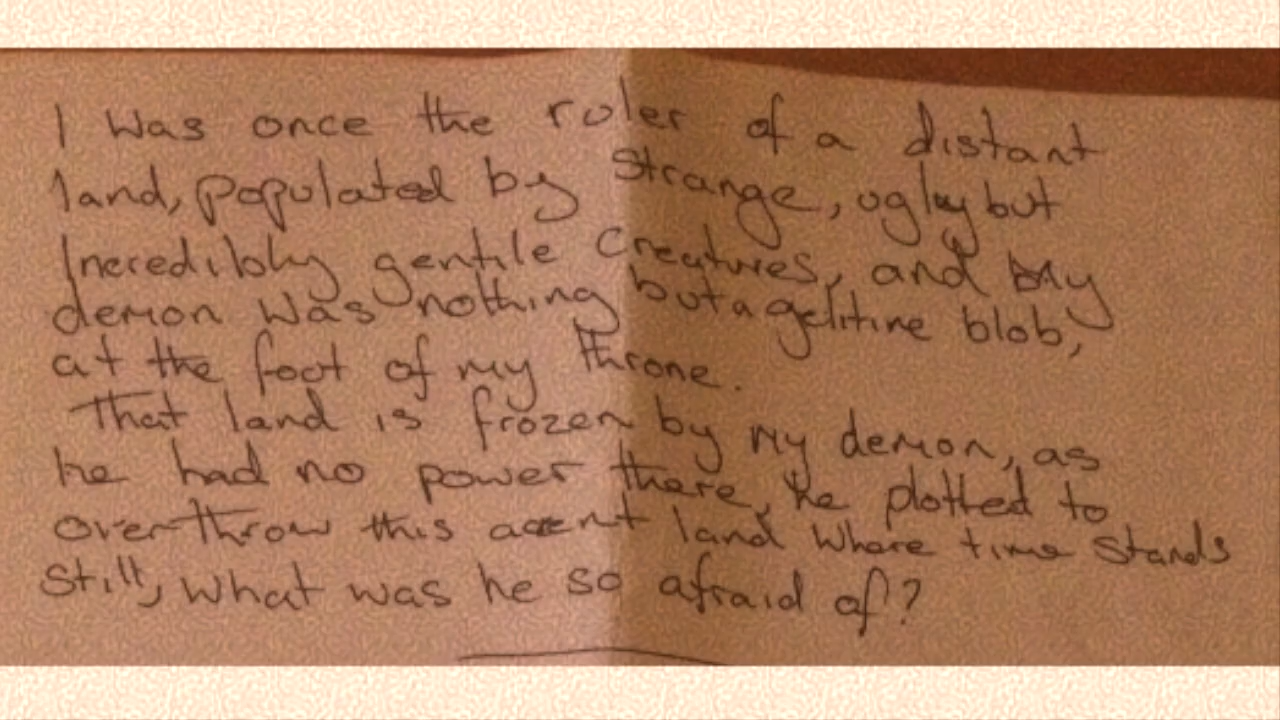 I was once the ruler of a distant
land, populated by strange, ugly but
Incredibly gentile creatures, and my
demon was nothing but a gelitine blob,
at the foot of my throne.
That land is frozen by my demon, as
he had no power there, he plotted to
overthrow this land where time stands
still, what was he so afraid of?